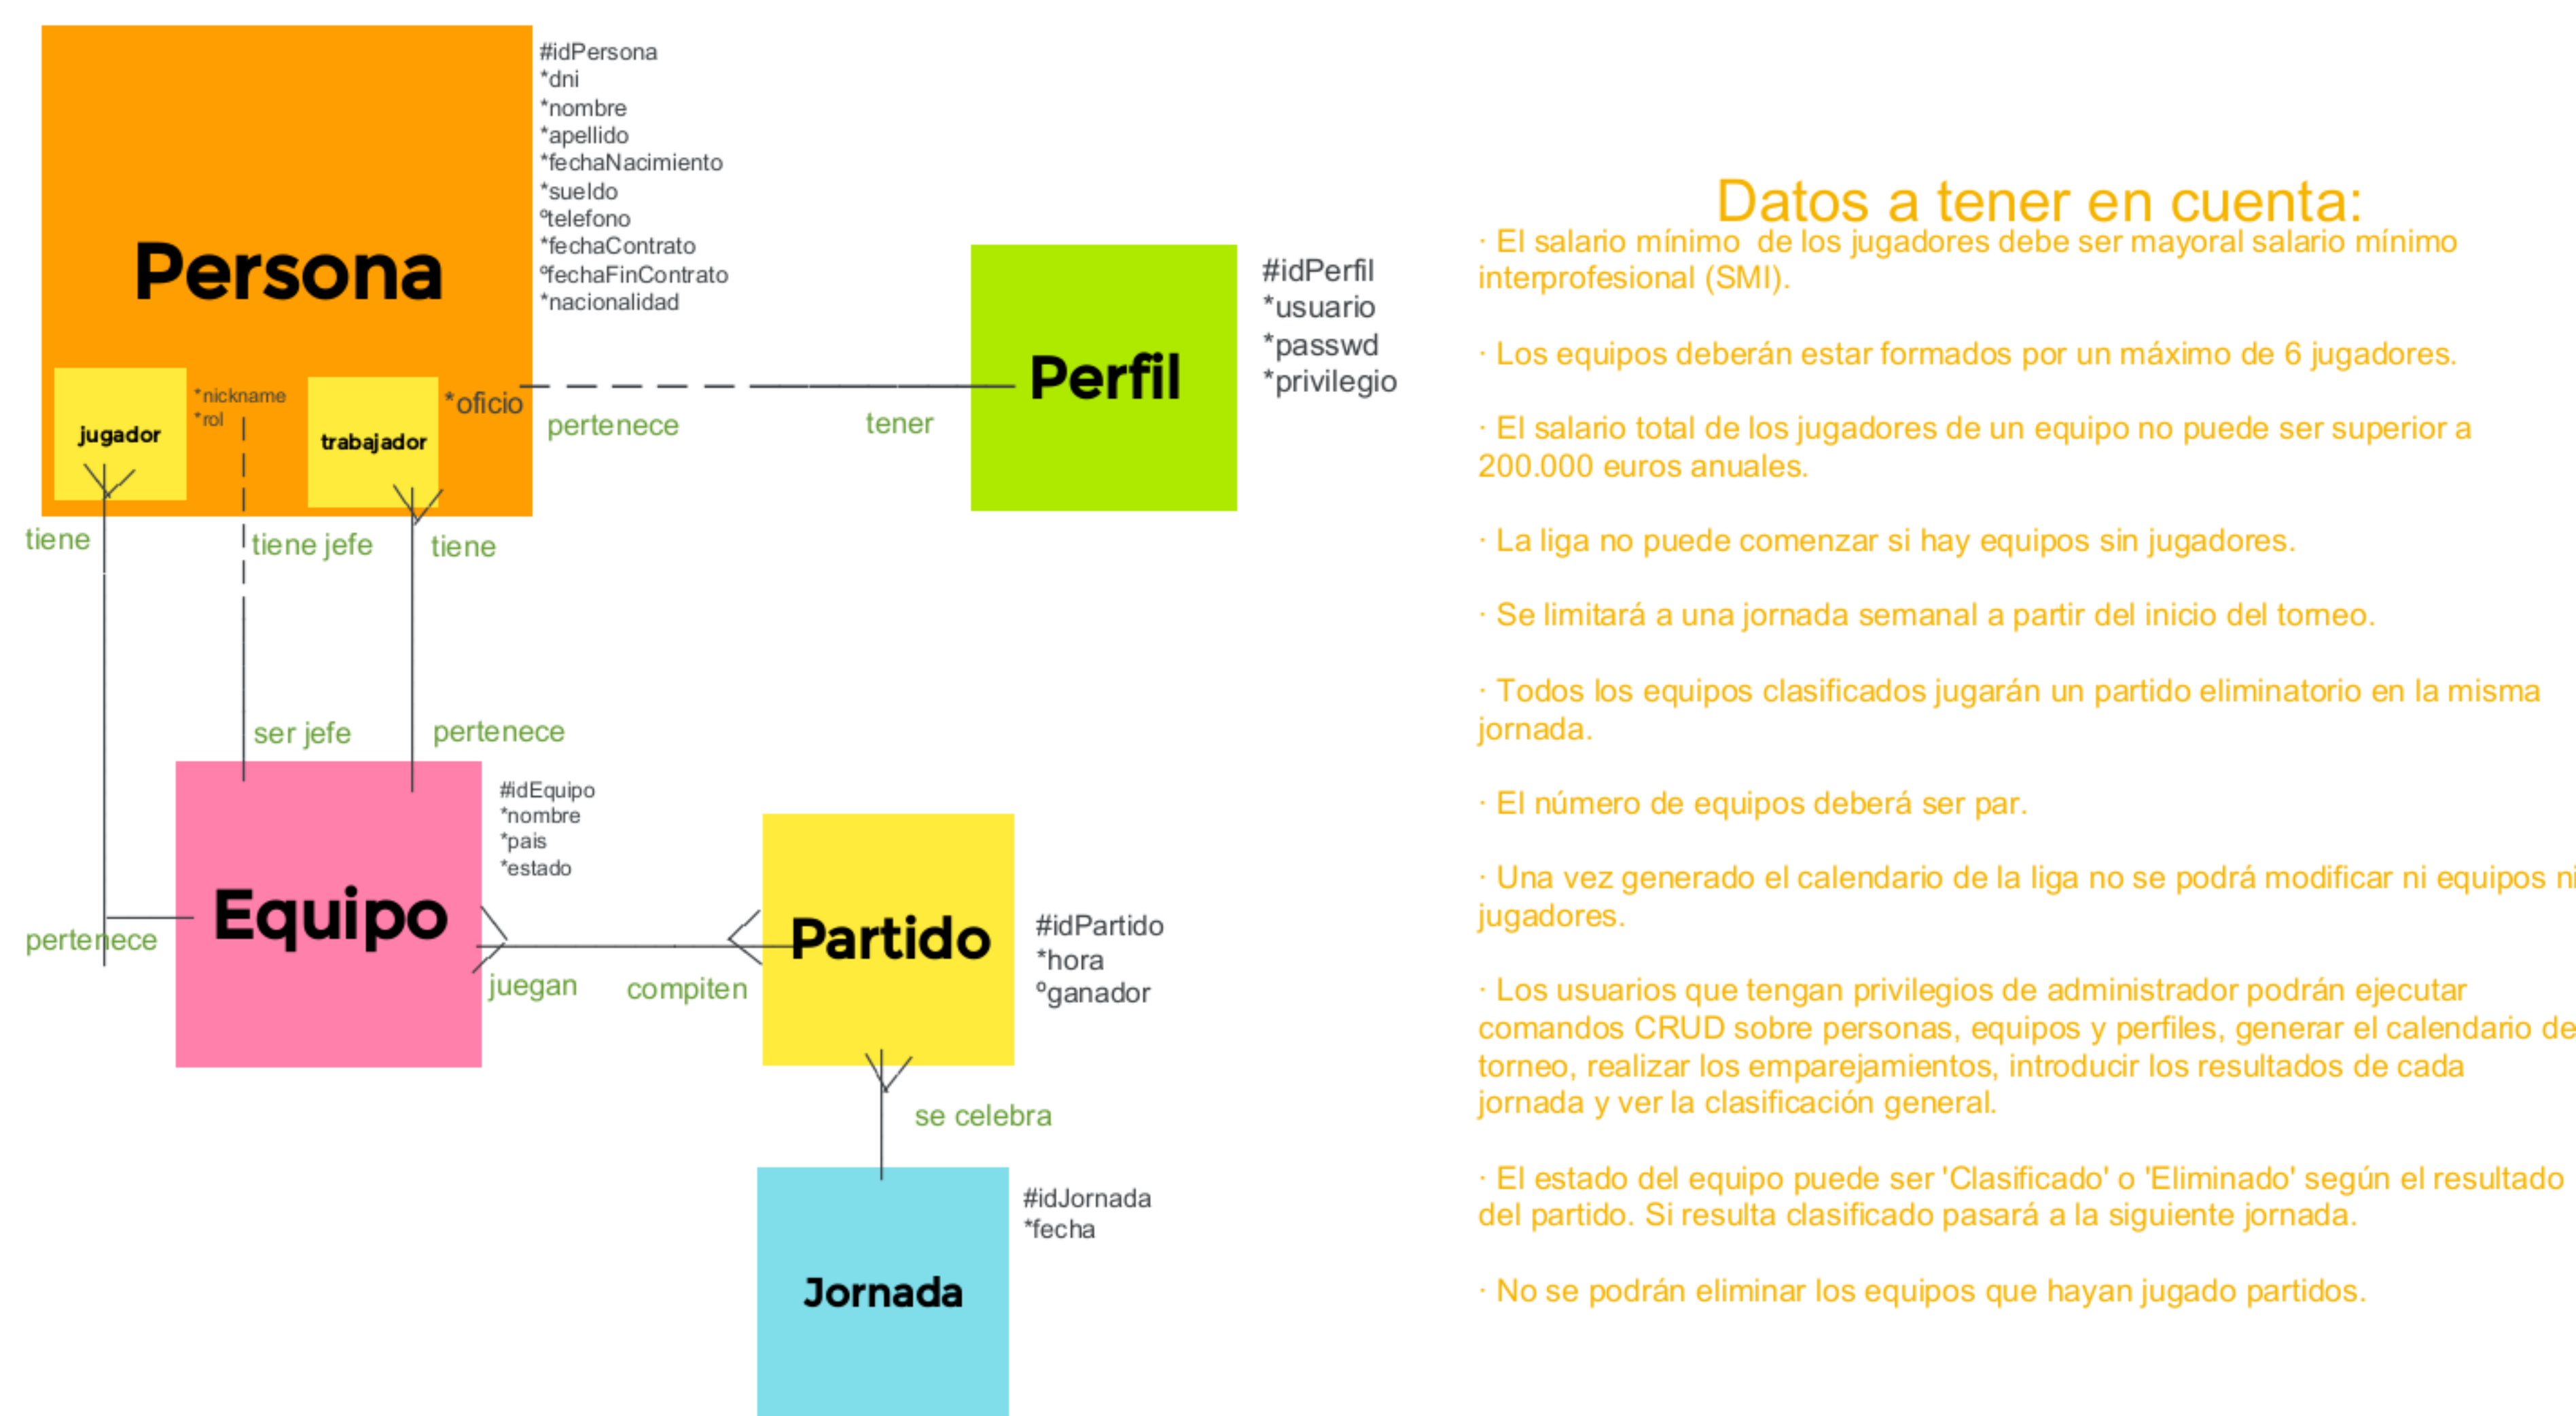 Persona
#idPersona
*dni
*nombre
*apellido
*fechaNacimiento
*sueldo
ºtelefono
*fechaContrato
ºfechaFinContrato
*nacionalidad
jugador
*nickname
*rol
trabajador
*oficio
pertenece
tener
Perfil
#idPerfil
*usuario
*passwd
*privilegio
tiene
tiene jefe
tiene
ser jefe
pertenece
pertenece
Equipo
#idEquipo
*nombre
*pais
*estado
juegan
compiten
Partido
#idPartido
*hora
ºganador
se celebra
Jornada
#idJornada
*fecha
Datos a tener en cuenta:
· El salario mínimo de los jugadores debe ser mayoral salario mínimo
interprofesional (SMI).
· Los equipos deberán estar formados por un máximo de 6 jugadores.
· El salario total de los jugadores de un equipo no puede ser superior a
200.000 euros anuales.
· La liga no puede comenzar si hay equipos sin jugadores.
· Se limitará a una jornada semanal a partir del inicio del torneo.
· Todos los equipos clasificados jugarán un partido eliminatorio en la misma
jornada.
· El número de equipos deberá ser par.
· Una vez generado el calendario de la liga no se podrá modificar ni equipos ni
jugadores.
· Los usuarios que tengan privilegios de administrador podrán ejecutar
comandos CRUD sobre personas, equipos y perfiles, generar el calendario de
torneo, realizar los emparejamientos, introducir los resultados de cada
jornada y ver la clasificación general.
· El estado del equipo puede ser 'Clasificado' o 'Eliminado' según el resultado
del partido. Si resulta clasificado pasará a la siguiente jornada.
· No se podrán eliminar los equipos que hayan jugado partidos.